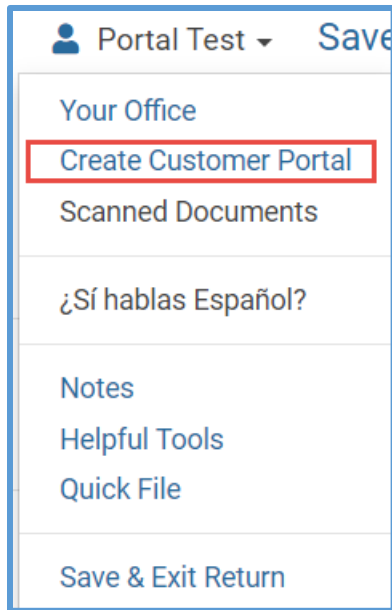 Portal Test Save
Your Office
Create Customer Portal
Scanned Documents
¿Sí hablas Español?
Notes
Helpful Tools
Quick File
Save & Exit Return